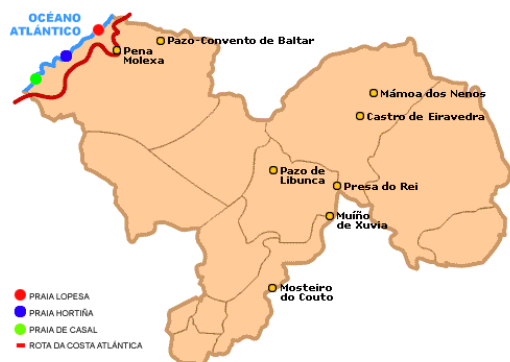 OCÉANO
ATLÁNTICO
Pazo-Convento de Baltar
Pena
Molexa
Mámoa dos Nenos
Castro de Eiravedra
Pazo de
Libunca
Presa do Rei
Muíño
de Xuvia
Mosteiro
do Couto
PRAIA LOPESA
PRAIA HORTIÑA
PRAIA DE CASAL
ROTA DA COSTA ATLÁNTICA